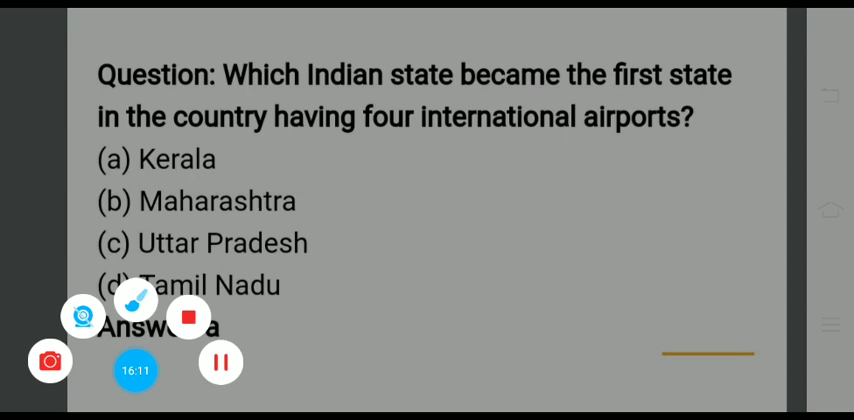 Question: Which Indian state became the first state
in the country having four international airports?
(a) Kerala
(b) Maharashtra
(c) Uttar Pradesh
(d) Tamil Nadu
a
16:11